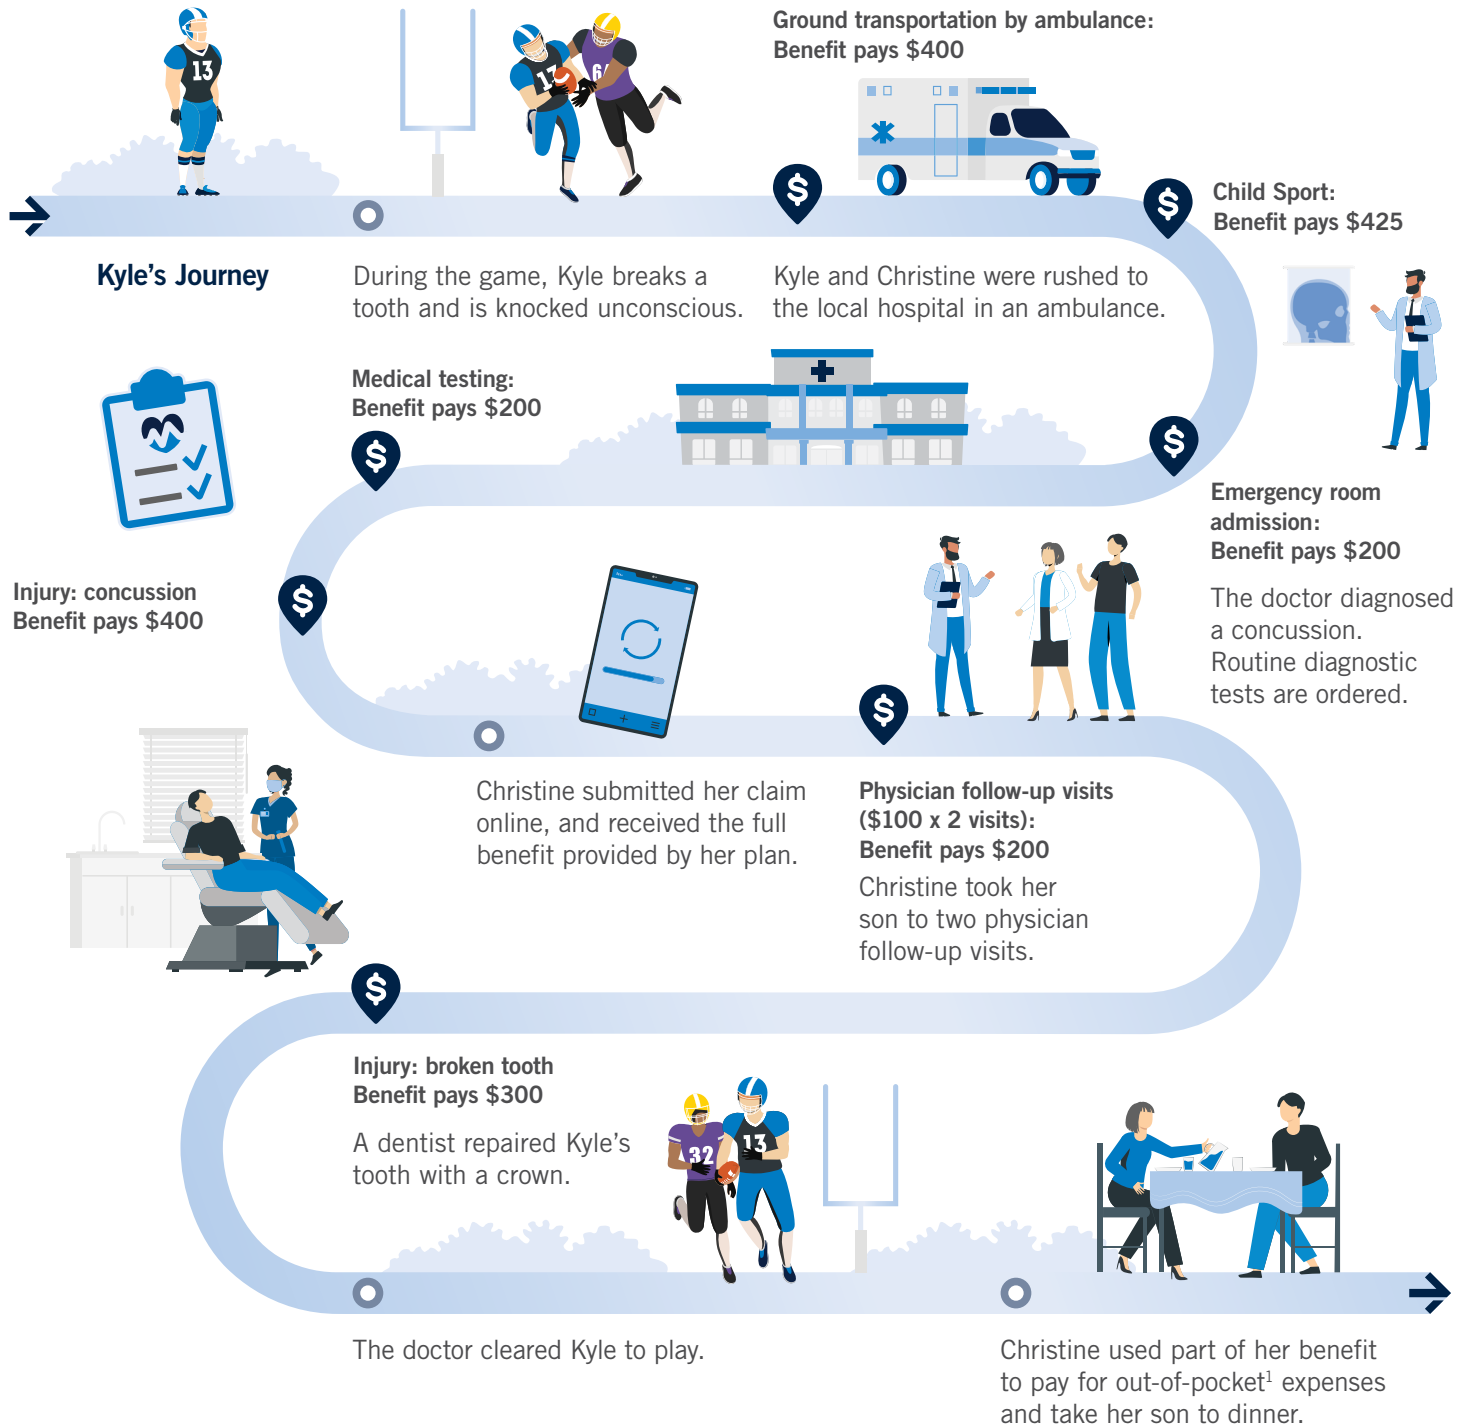 13
13
64
Ground transportation by ambulance:
Benefit pays $400
$
$
Child Sport:
Benefit pays $425
Kyle's Journey
During the game, Kyle breaks a
tooth and is knocked unconscious.
Kyle and Christine were rushed to
the local hospital in an ambulance.
Medical testing:
Benefit pays $200
$
$
Emergency room
admission:
Benefit pays $200
The doctor diagnosed
a concussion.
Routine diagnostic
tests are ordered.
Injury: concussion
Benefit pays $400
$
Christine submitted her claim
online, and received the full
benefit provided by her plan.
$
Physician follow-up visits
($100 x 2 visits):
Benefit pays $200
Christine took her
son to two physician
follow-up visits.
$
Injury: broken tooth
Benefit pays $300
A dentist repaired Kyle's
tooth with a crown.
32
13
The doctor cleared Kyle to play.
Christine used part of her benefit
to pay for out-of-pocket¹ expenses
and take her son to dinner.